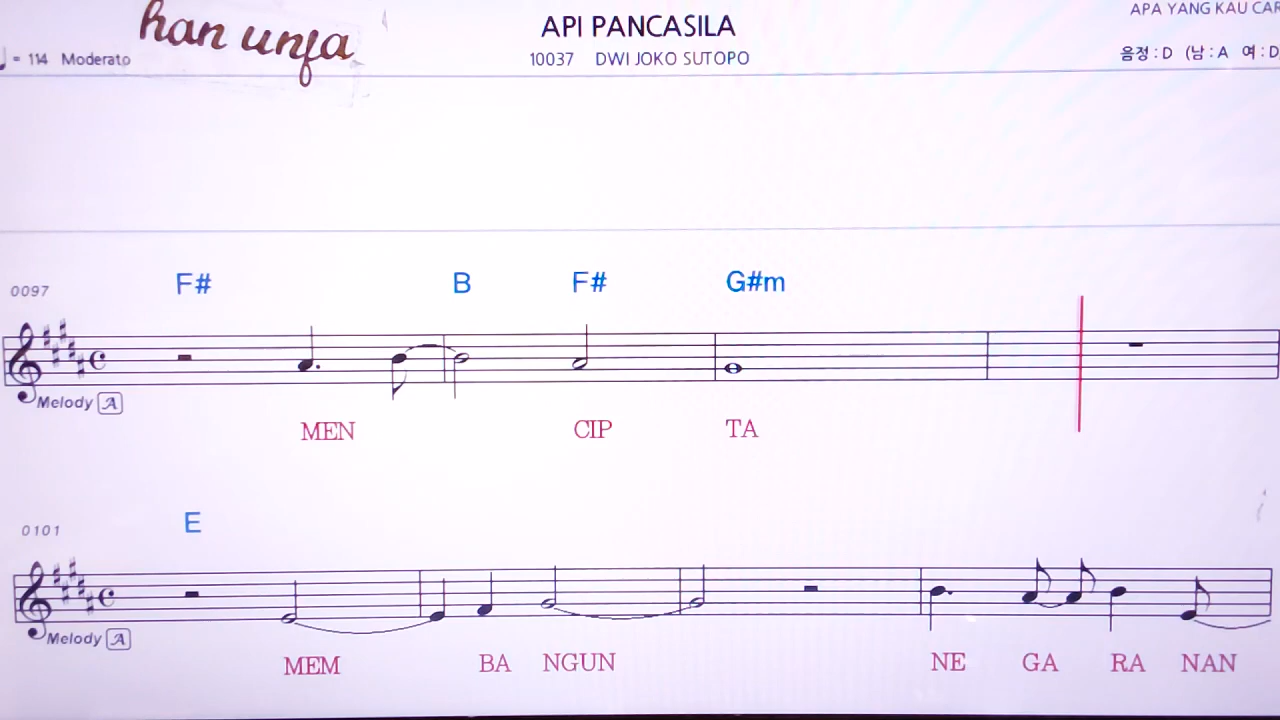 han unfa
API PANCASILA
APA YANG KAU CAR
♩ = 114 Moderato
10037 DWI JOKO SUTOPO
음정 : D (남 : A 여 : D
F# B F# G#m
0097
Melody A
MEN CIP TA
E
0101
Melody A
MEM BA NGUN NE GA RA NAN